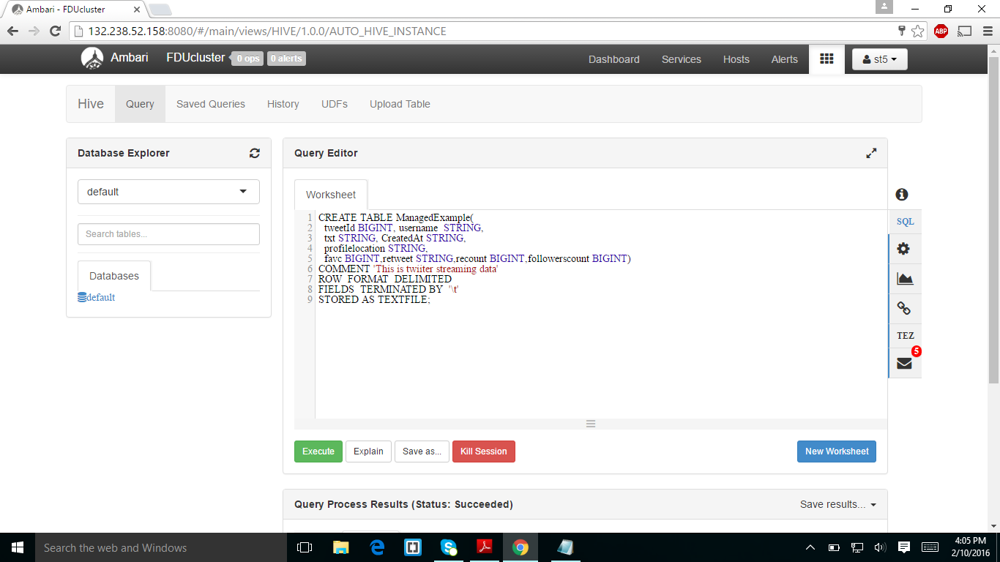 Ambari - FDUcluster
132.238.52.158:8080/#/main/views/HIVE/1.0.0/AUTO_HIVE_INSTANCE
ABP
Ambari FDUcluster 0 ops 0 alerts Dashboard Services Hosts Alerts st5
Hive Query Saved Queries History UDFs Upload Table
Database Explorer
default
Search tables...
Databases
default
Query Editor
Worksheet
1 CREATE TABLE ManagedExample(
2 tweetId BIGINT, username  STRING,
3 txt STRING, CreatedAt STRING,
4 profilelocation STRING,
5 favc BIGINT,retweet STRING,recount BIGINT,followerscount BIGINT)
6 COMMENT 'This is twiiter streaming data'
7 ROW  FORMAT  DELIMITED
8 FIELDS  TERMINATED BY  '\t'
9 STORED AS TEXTFILE;
SQL
TEZ
5
Execute Explain Save as... Kill Session New Worksheet
Query Process Results (Status: Succeeded) Save results...
Search the web and Windows
4:05 PM
2/10/2016